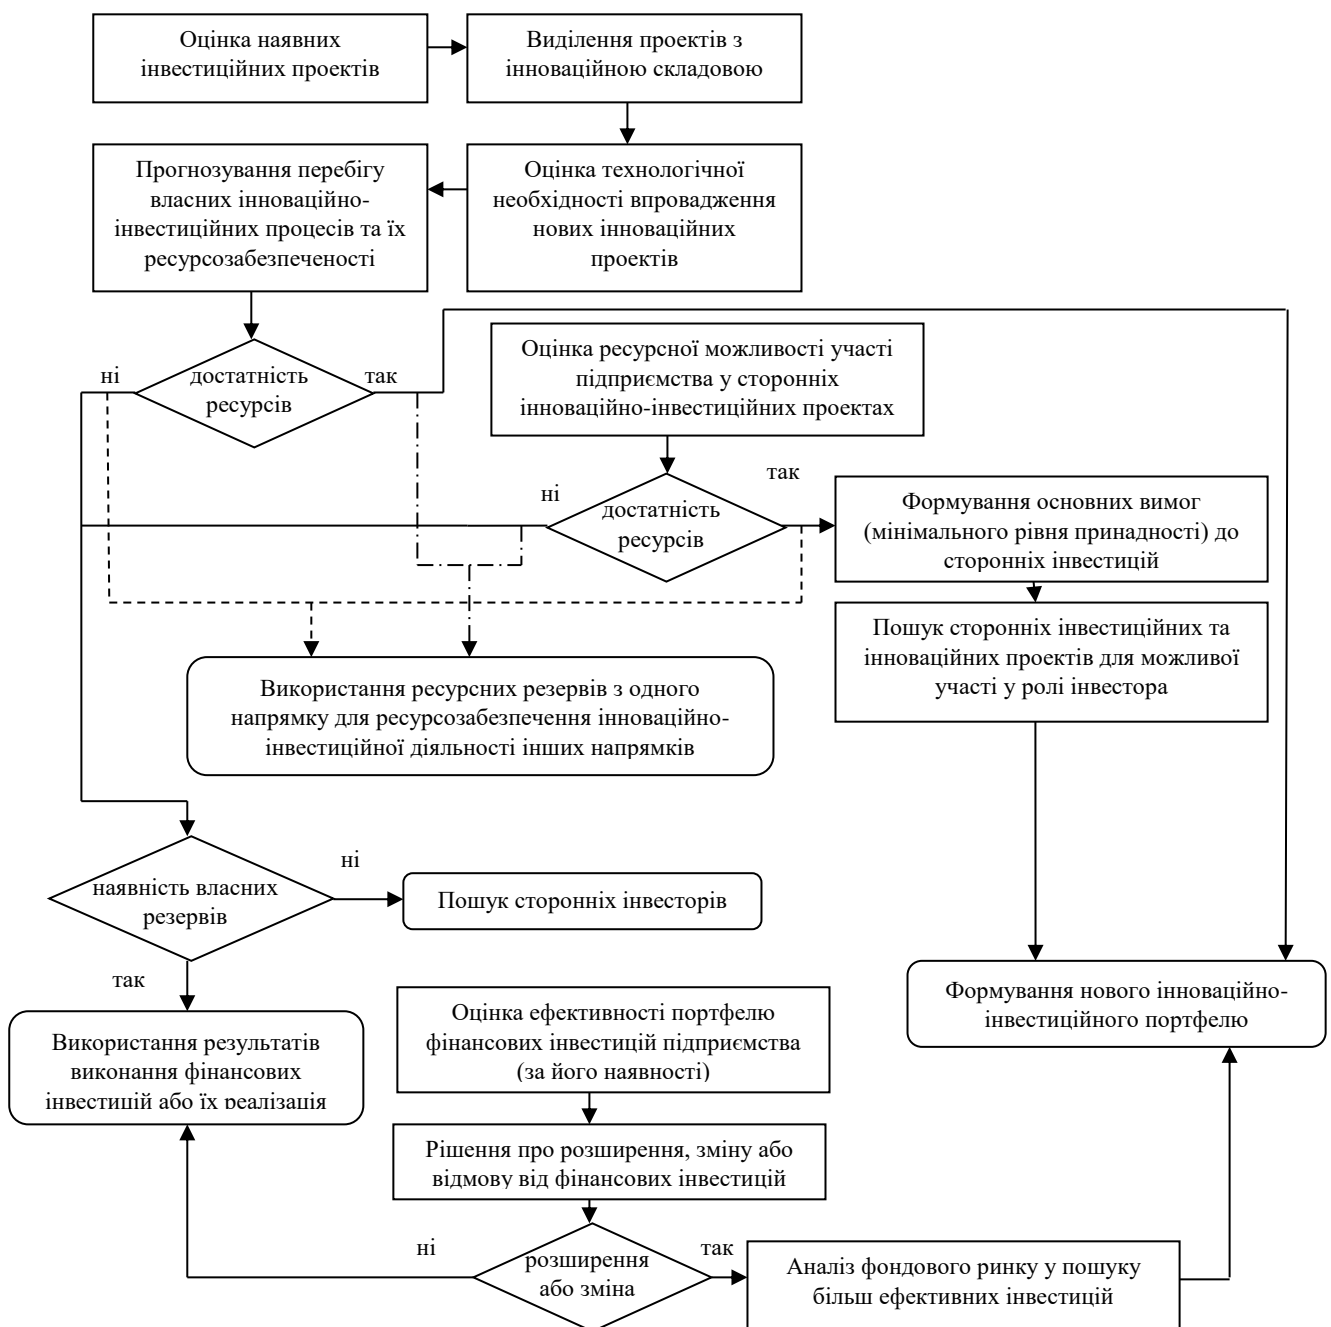 Оцінка наявних
інвестиційних проектів
Виділення проектів з
інноваційною складовою
Прогнозування перебігу
власних інноваційно-
інвестиційних процесів та їх
ресурсозабезпеченості
Оцінка технологічної
необхідності впровадження
нових інноваційних
проектів
ні
достатність
ресурсів
так
Оцінка ресурсної можливості участі
підприємства у сторонніх
інноваційно-інвестиційних проектах
ні
достатність
ресурсів
так
Формування основних вимог
(мінімального рівня принадності) до
сторонніх інвестицій
Пошук сторонніх інвестиційних та
інноваційних проектів для можливої
участі у ролі інвестора
Використання ресурсних резервів з одного
напрямку для ресурсозабезпечення інноваційно-
інвестиційної діяльності інших напрямків
наявність власних
резервів
ні
Пошук сторонніх інвесторів
так
Формування нового інноваційно-
інвестиційного портфелю
Використання результатів
виконання фінансових
інвестицій або їх реалізація
Оцінка ефективності портфелю
фінансових інвестицій підприємства
(за його наявності)
Рішення про розширення, зміну або
відмову від фінансових інвестицій
ні
розширення
або зміна
так
Аналіз фондового ринку у пошуку
більш ефективних інвестицій